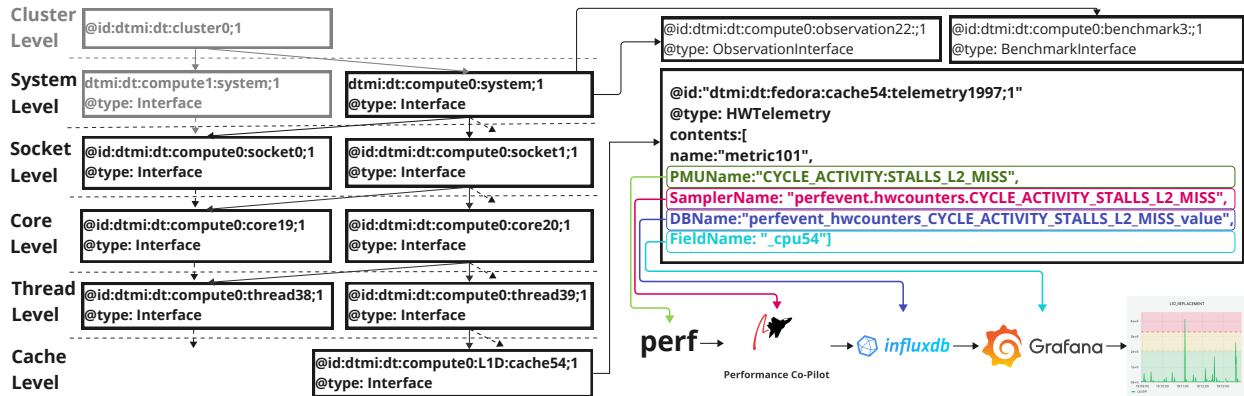 Cluster
Level
@id:dtmi:dt:cluster0;1
System
Level
dtmi:dt:compute1:system;1
@type: Interface
dtmi:dt:compute0:system;1
@type: Interface
Socket
Level
@id:dtmi:dt:compute0:socket0;1
@type: Interface
@id:dtmi:dt:compute0:socket1;1
@type: Interface
Core
Level
@id:dtmi:dt:compute0:core19;1
@type: Interface
@id:dtmi:dt:compute0:core20;1
@type: Interface
Thread
Level
@id:dtmi:dt:compute0:thread38;1
@type: Interface
@id:dtmi:dt:compute0:thread39;1
@type: Interface
Cache
Level
@id:dtmi:dt:compute0:L1D:cache54;1
@type: Interface
@id:dtmi:dt:compute0:observation22:;1
@type: ObservationInterface
@id:dtmi:dt:compute0:benchmark3:;1
@type: BenchmarkInterface
@id:"dtmi:dt:fedora:cache54:telemetry1997;1"
@type: HWTelemetry
contents:[
name:"metric101",
PMUName:"CYCLE_ACTIVITY:STALLS_L2_MISS",
SamplerName: "perfevent.hwcounters.CYCLE_ACTIVITY_STALLS_L2_MISS",
DBName:"perfevent_hwcounters_CYCLE_ACTIVITY_STALLS_L2_MISS_value",
FieldName: "_cpu54"]
perf
Performance Co-Pilot
influxdb
Grafana